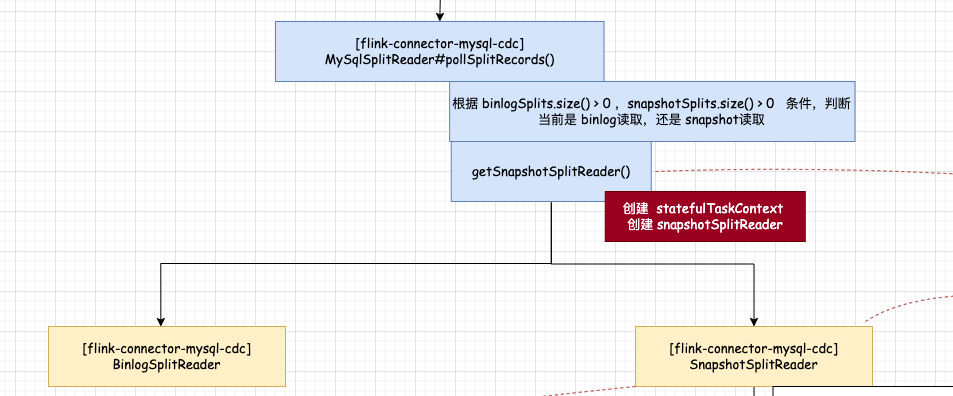 [flink-connector-mysql-cdc]
MySqlSplitReader#pollSplitRecords()
根据 binlogSplits.size() > 0 ，snapshotSplits.size() > 0 条件，判断
当前是 binlog读取，还是 snapshot读取
getSnapshotSplitReader()
创建 statefulTaskContext
创建 snapshotSplitReader
[flink-connector-mysql-cdc]
BinlogSplitReader
[flink-connector-mysql-cdc]
SnapshotSplitReader